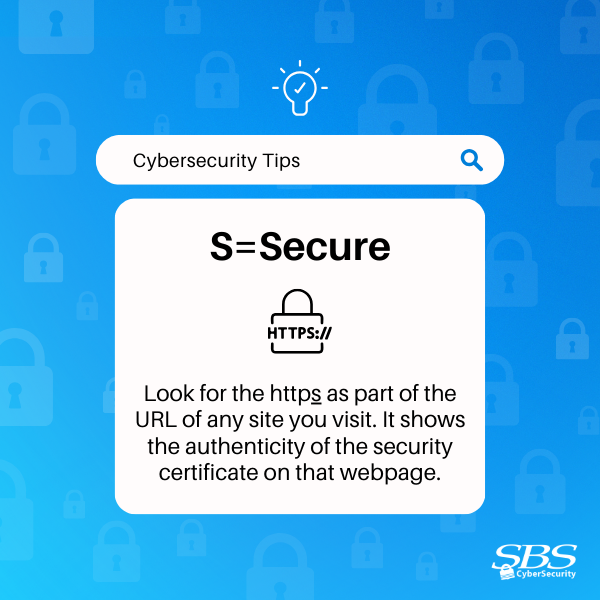 Cybersecurity Tips
S=Secure
HTTPS://
Look for the https as part of the
URL of any site you visit. It shows
the authenticity of the security
certificate on that webpage.
SBS
CyberSecurity